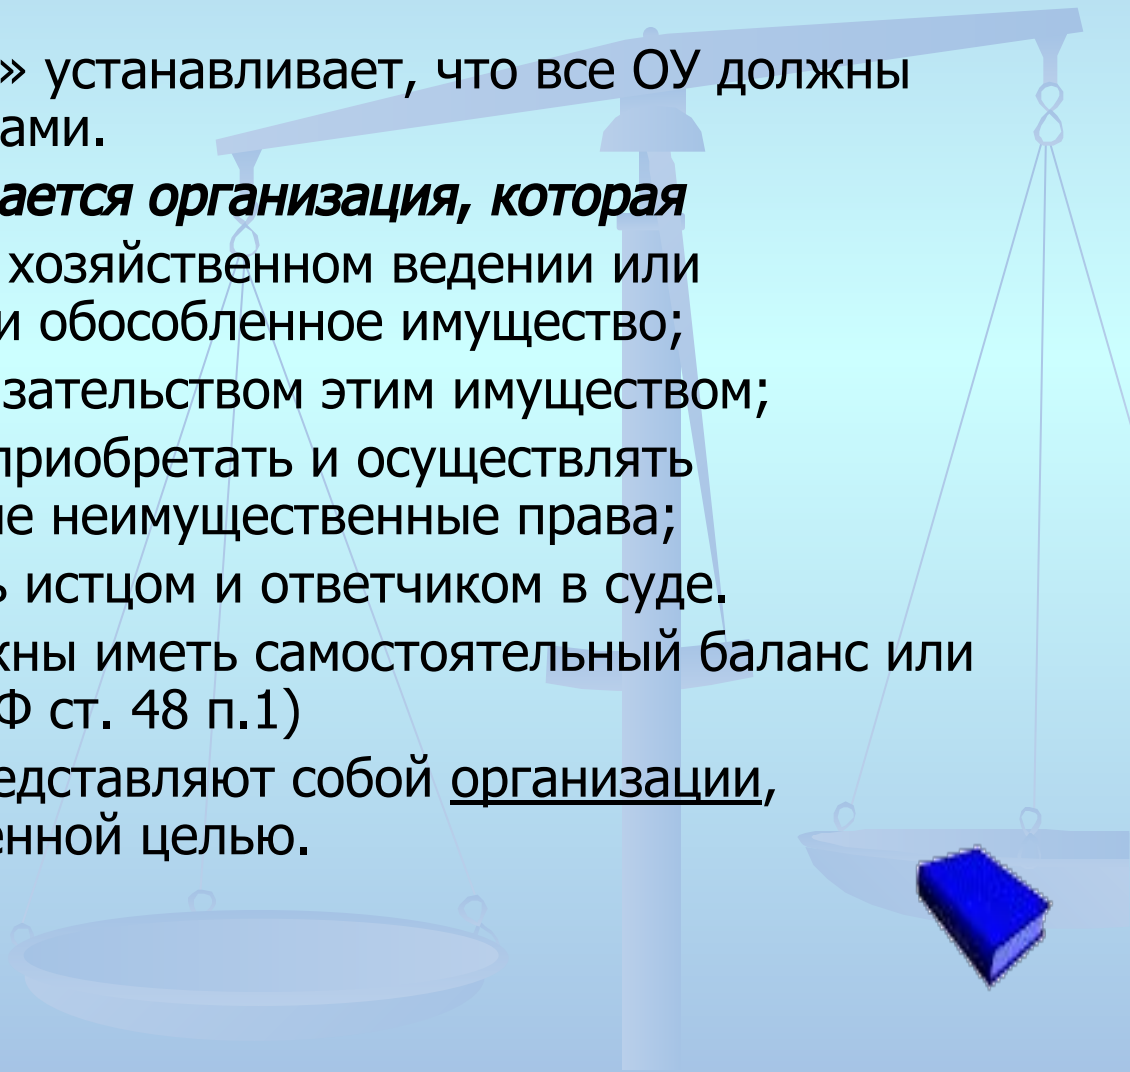 » устанавливает, что все ОУ должны
ами.
ается организация, которая
хозяйственном ведении или
и обособленное имущество;
зательством этим имуществом;
приобретать и осуществлять
ые неимущественные права;
ь истцом и ответчиком в суде.
жны иметь самостоятельный баланс или
Ф ст. 48 п.1)
едставляют собой организации,
енной целью.